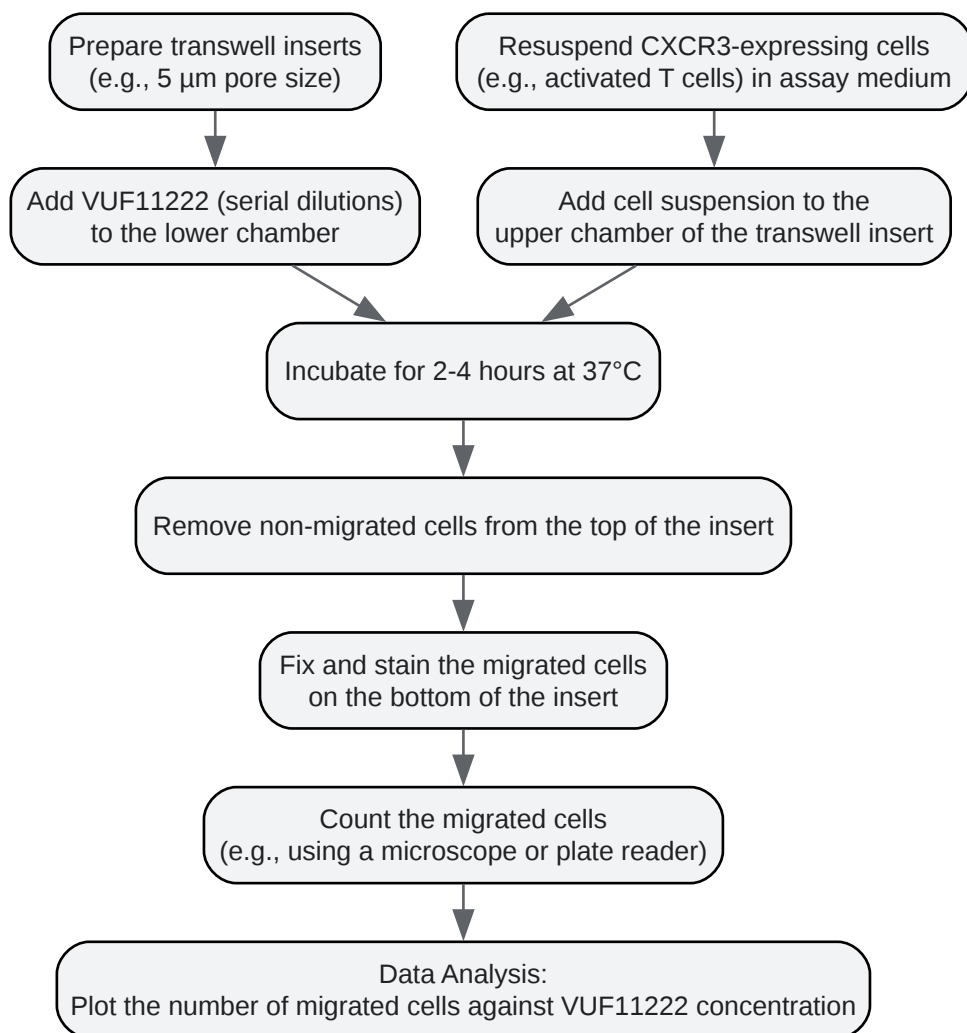 Prepare transwell inserts
(e.g., 5 µm pore size)
Resuspend CXCR3-expressing cells
(e.g., activated T cells) in assay medium
Add VUF11222 (serial dilutions)
to the lower chamber
Add cell suspension to the
upper chamber of the transwell insert
Incubate for 2-4 hours at 37°C
Remove non-migrated cells from the top of the insert
Fix and stain the migrated cells
on the bottom of the insert
Count the migrated cells
(e.g., using a microscope or plate reader)
Data Analysis:
Plot the number of migrated cells against VUF11222 concentration